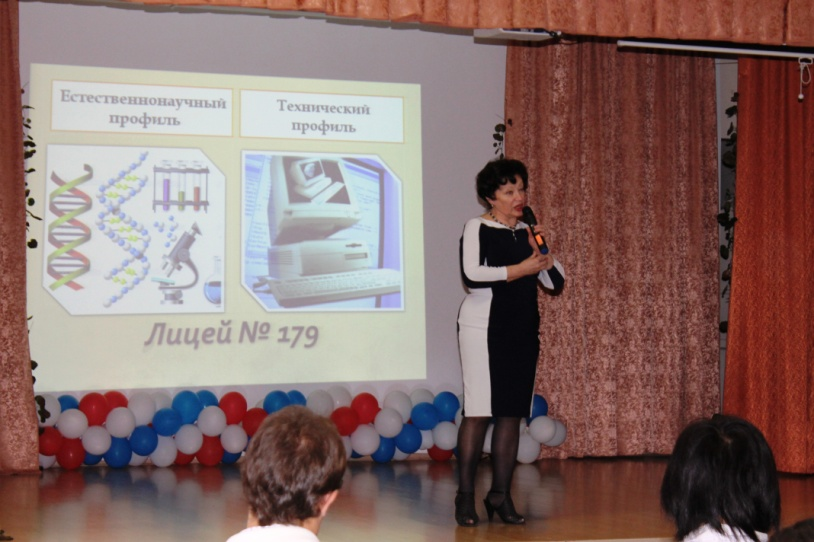 Естественнонаучный
профиль
Технический
профиль
Лицей № 179